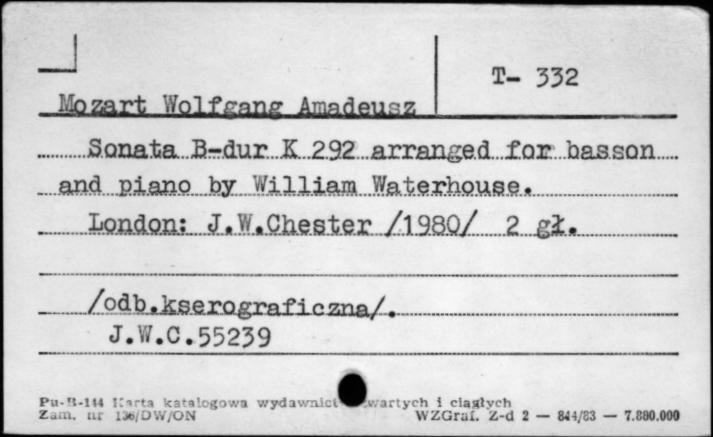 T- 332
Mozart Wolfgang Amadeusz
Sonata B-dur K 292 arranged for basson
and piano by William Waterhouse.
London: J.W.Chester /1980/ 2 gł.
/odb.kserograficzna/.
J.W.C.55239
Pu-B-144 Karta katalogowa wydawnict zwartych i ciągłych
Zam. nr 136/DW/ON WZGraf. Z-d 2 — 844/83 — 7.880.000